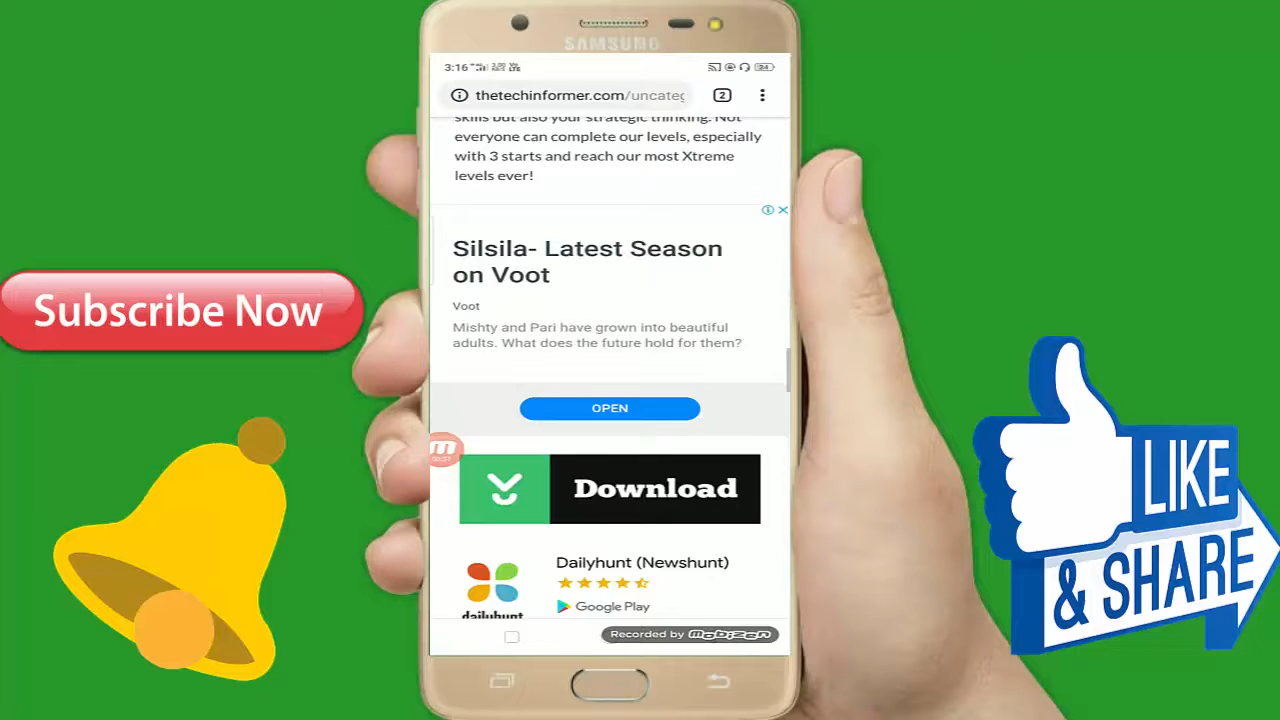 SAMSUNG
3:16
thetechinformer.com/uncateg
2
skills but also your strategic thinking. Not
everyone can complete our levels, especially
with 3 starts and reach our most Xtreme
levels ever!
Silsila- Latest Season
on Voot
Voot
Mishty and Pari have grown into beautiful
adults. What does the future hold for them?
OPEN
Download
Dailyhunt (Newshunt)
Google Play
dailyhunt
Recorded by mobizen
Subscribe Now
LIKE
& SHARE